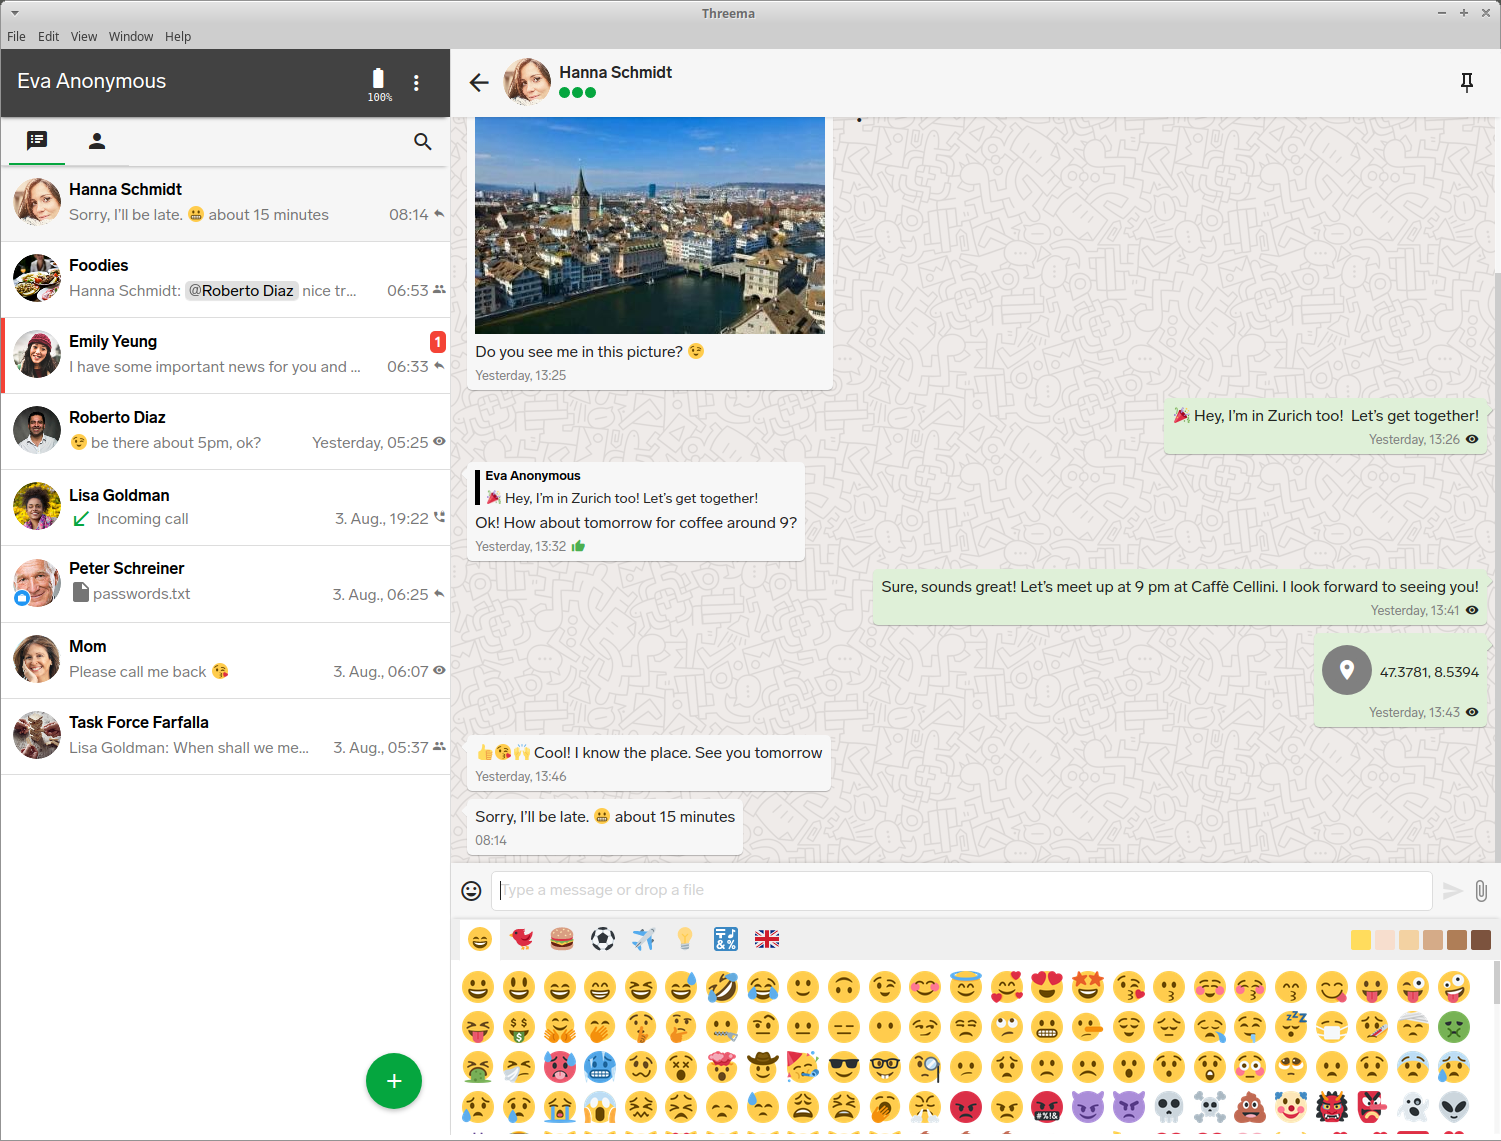 Threema
File Edit View Window Help
Eva Anonymous
100%
Hanna Schmidt
Sorry, I'll be late. 😬 about 15 minutes 08:14
Foodies
Hanna Schmidt: @Roberto Diaz nice tr... 06:53
Emily Yeung 1
I have some important news for you and ... 06:33
Roberto Diaz
😉 be there about 5pm, ok? Yesterday, 05:25
Lisa Goldman
Incoming call 3. Aug., 19:22
Peter Schreiner
passwords.txt 3. Aug., 06:25
Mom
Please call me back 😘 3. Aug., 06:07
Task Force Farfalla
Lisa Goldman: When shall we me... 3. Aug., 05:37
Hanna Schmidt
Do you see me in this picture? 😉
Yesterday, 13:25
🎉 Hey, I'm in Zurich too! Let's get together!
Yesterday, 13:26
Eva Anonymous
🎉 Hey, I'm in Zurich too! Let's get together!
Ok! How about tomorrow for coffee around 9?
Yesterday, 13:32
Sure, sounds great! Let's meet up at 9 pm at Caffè Cellini. I look forward to seeing you!
Yesterday, 13:41
47.3781, 8.5394
Yesterday, 13:43
👍😘🙌 Cool! I know the place. See you tomorrow
Yesterday, 13:46
Sorry, I'll be late. 😬 about 15 minutes
08:14
Type a message or drop a file